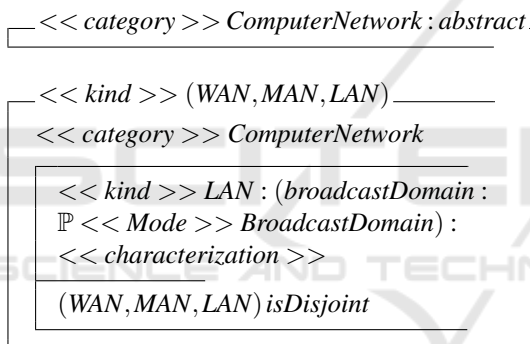 << category >> ComputerNetwork : abstract
<< kind >> (WAN, MAN, LAN)
<< category >> ComputerNetwork
<< kind >> LAN : (broadcastDomain :
ℙ << Mode >> BroadcastDomain) :
<< characterization >>
(WAN, MAN, LAN) isDisjoint